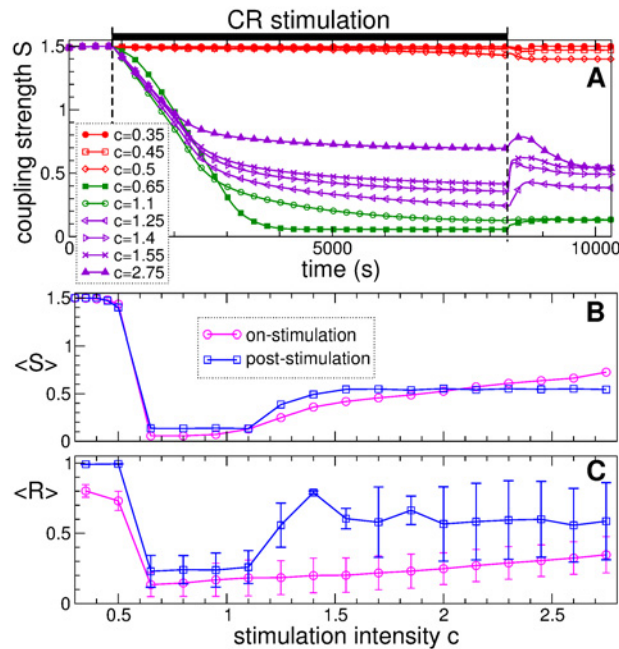 CR stimulation
coupling strength S
1.5
1
0.5
0
A
c=0.35
c=0.45
c=0.5
c=0.65
c=1.1
c=1.25
c=1.4
c=1.55
c=2.75
0 5000 10000
time (s)
<S>
1.5
1
0.5
0
B
on-stimulation
post-stimulation
<R>
1
0.5
0
C
0.5 1 1.5 2 2.5
stimulation intensity c